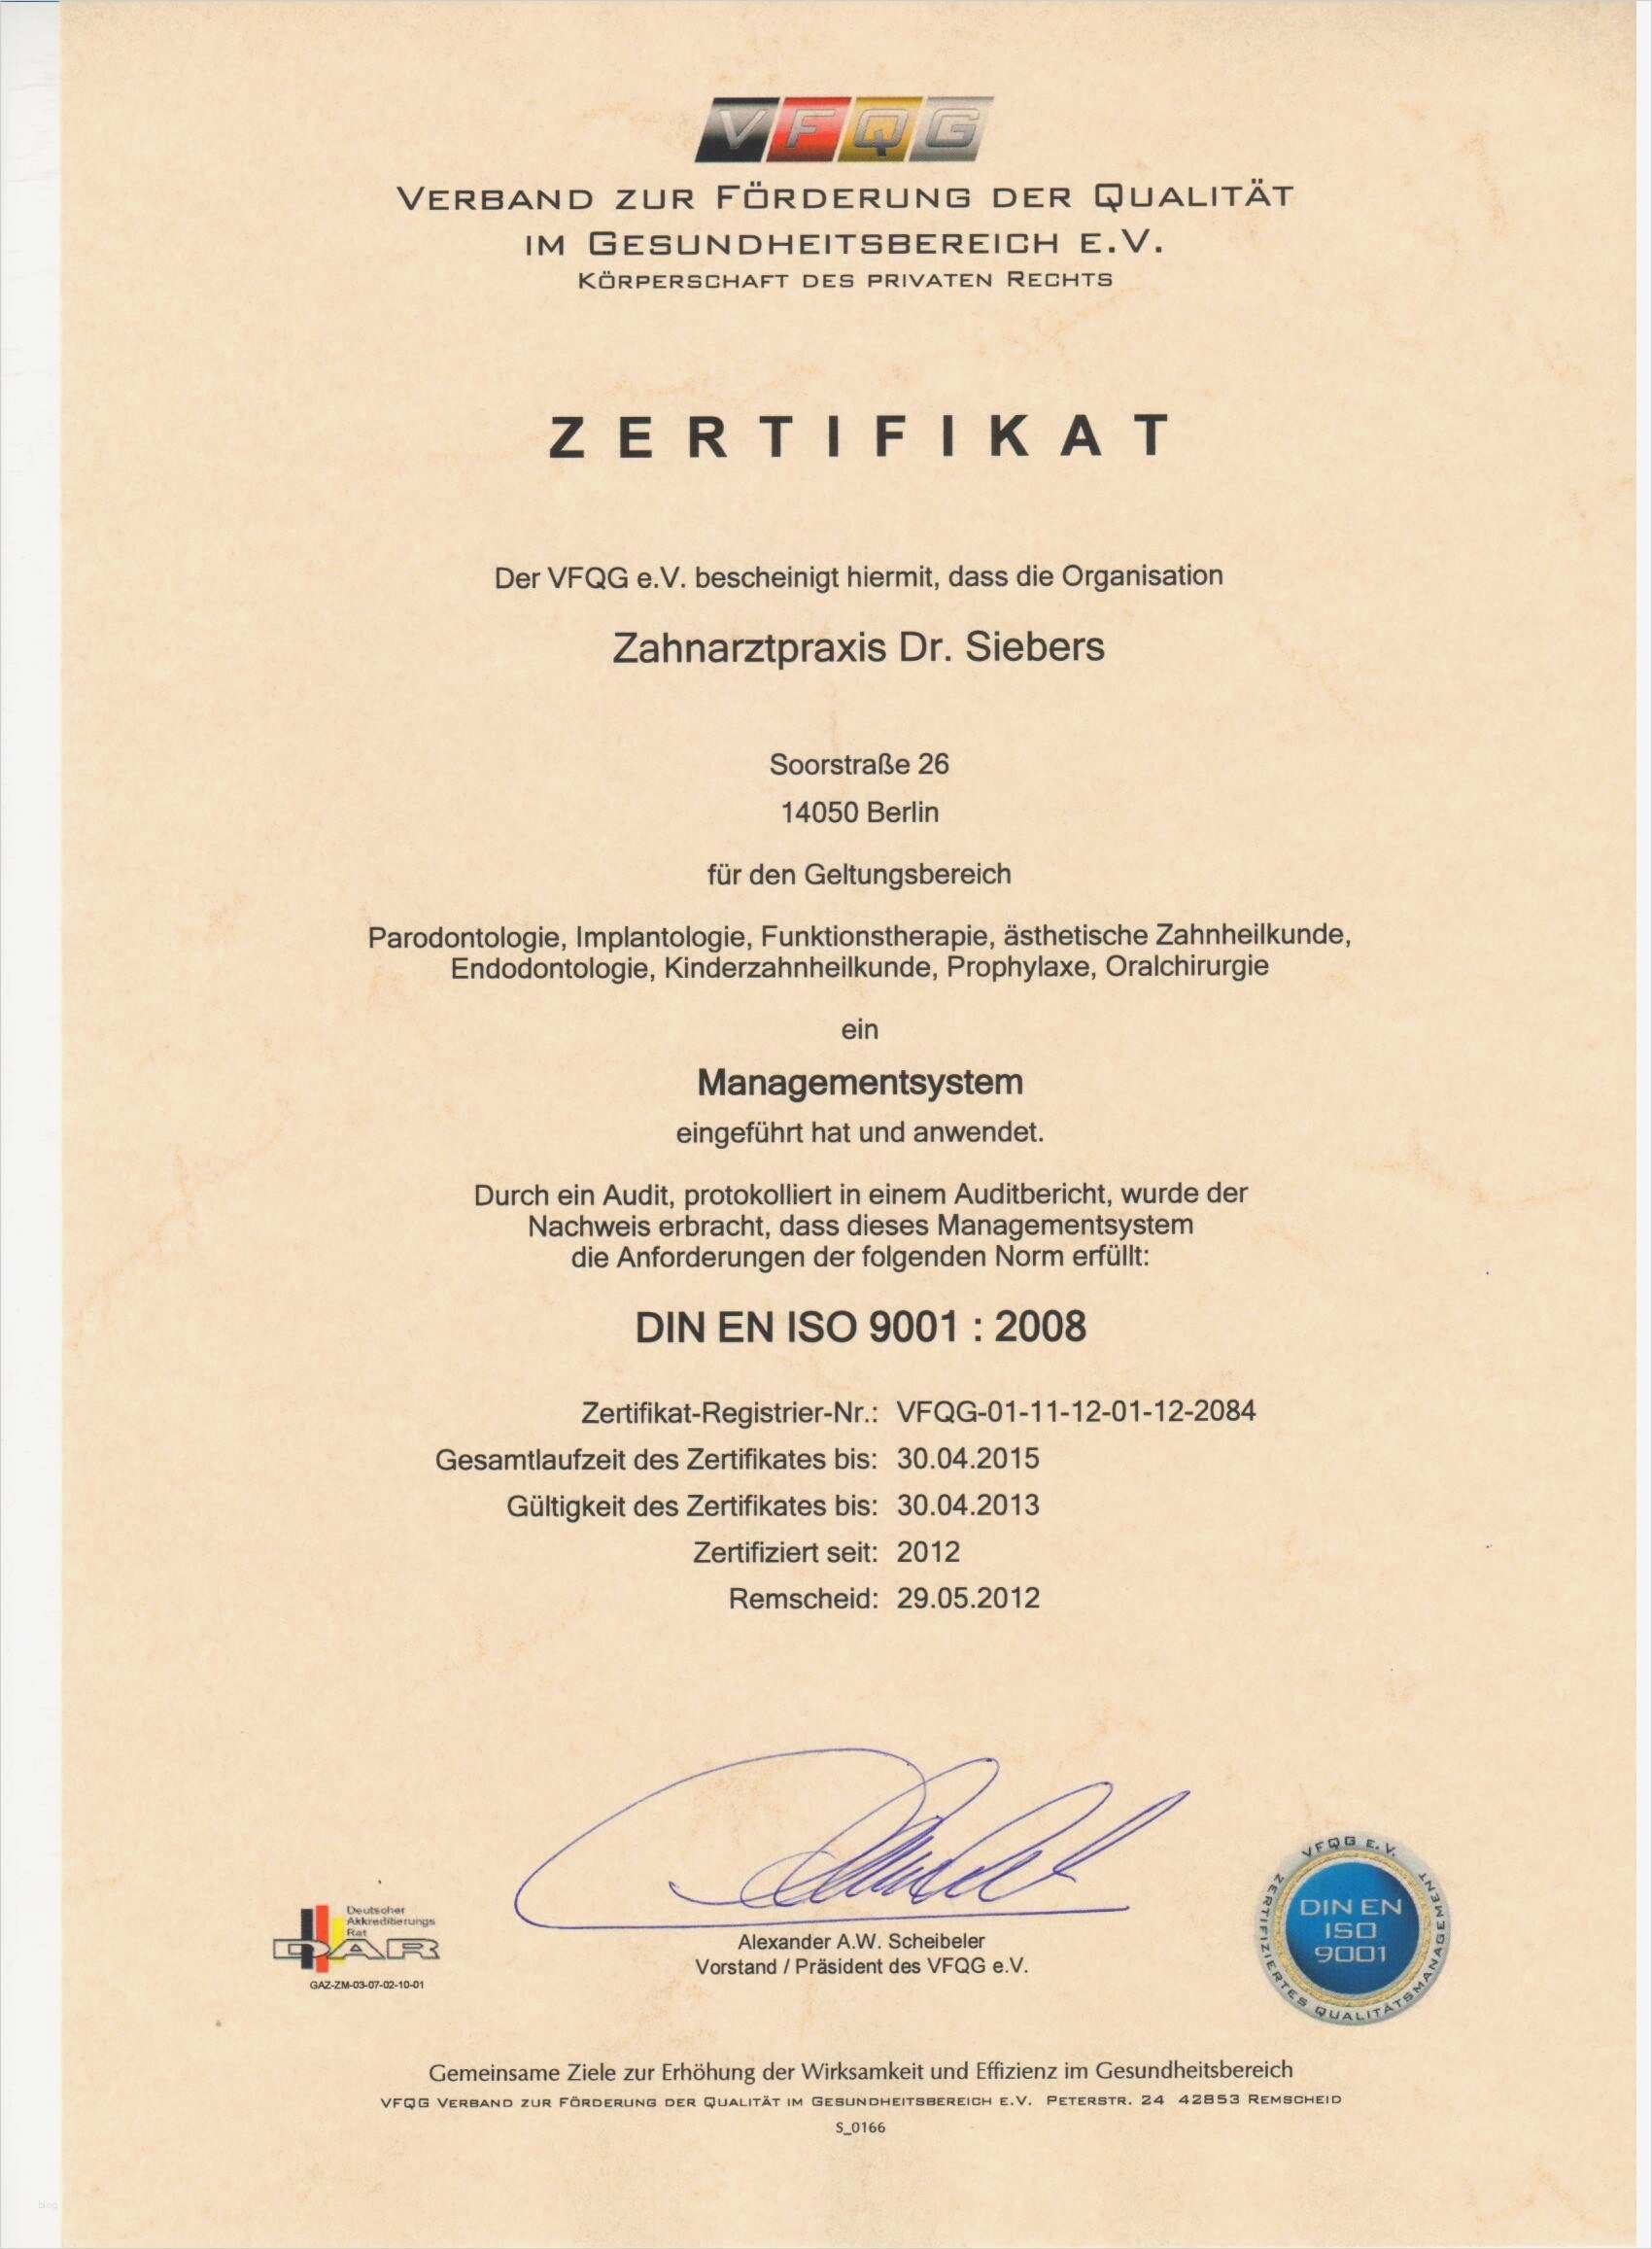 VFQG
Verband zur Förderung der Qualität
im Gesundheitsbereich e.V.
Körperschaft des privaten Rechts
ZERTIFIKAT
Der VFQG e.V. bescheinigt hiermit, dass die Organisation
Zahnarztpraxis Dr. Siebers
Soorstraße 26
14050 Berlin
für den Geltungsbereich
Parodontologie, Implantologie, Funktionstherapie, ästhetische Zahnheilkunde,
Endodontologie, Kinderzahnheilkunde, Prophylaxe, Oralchirurgie
ein
Managementsystem
eingeführt hat und anwendet.
Durch ein Audit, protokolliert in einem Auditbericht, wurde der
Nachweis erbracht, dass dieses Managementsystem
die Anforderungen der folgenden Norm erfüllt:
DIN EN ISO 9001 : 2008
Zertifikat-Registrier-Nr.: VFQG-01-11-12-01-12-2084
Gesamtlaufzeit des Zertifikates bis: 30.04.2015
Gültigkeit des Zertifikates bis: 30.04.2013
Zertifiziert seit: 2012
Remscheid: 29.05.2012
Deutscher
Akkreditierungs
Rat
DAR
GAZ-ZM-03-07-02-10-01
Alexander A.W. Scheibeler
Vorstand / Präsident des VFQG e.V.
VFQG E.V.
DIN EN
ISO
9001
ZERTIFIZIERTES QUALITÄTSMANAGEMENT
Gemeinsame Ziele zur Erhöhung der Wirksamkeit und Effizienz im Gesundheitsbereich
VFQG Verband zur Förderung der Qualität im Gesundheitsbereich e.V. Peterstr. 24 42853 Remscheid
S_0166